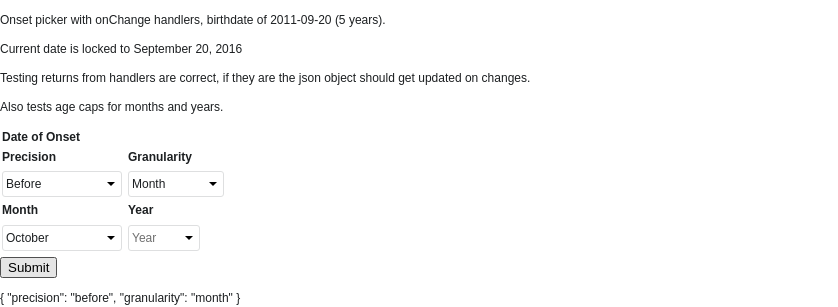 Onset picker with onChange handlers, birthdate of 2011-09-20 (5 years).
Current date is locked to September 20, 2016
Testing returns from handlers are correct, if they are the json object should get updated on changes.
Also tests age caps for months and years.
Date of Onset
Precision Granularity
Before Month
Month Year
October Year
Submit
{ "precision": "before", "granularity": "month" }